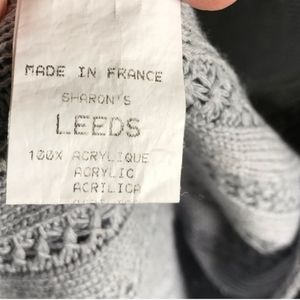 MADE IN FRANCE
SHARON'S
LEEDS
100% ACRYLIQUE
ACRYLIC
ACRILICA